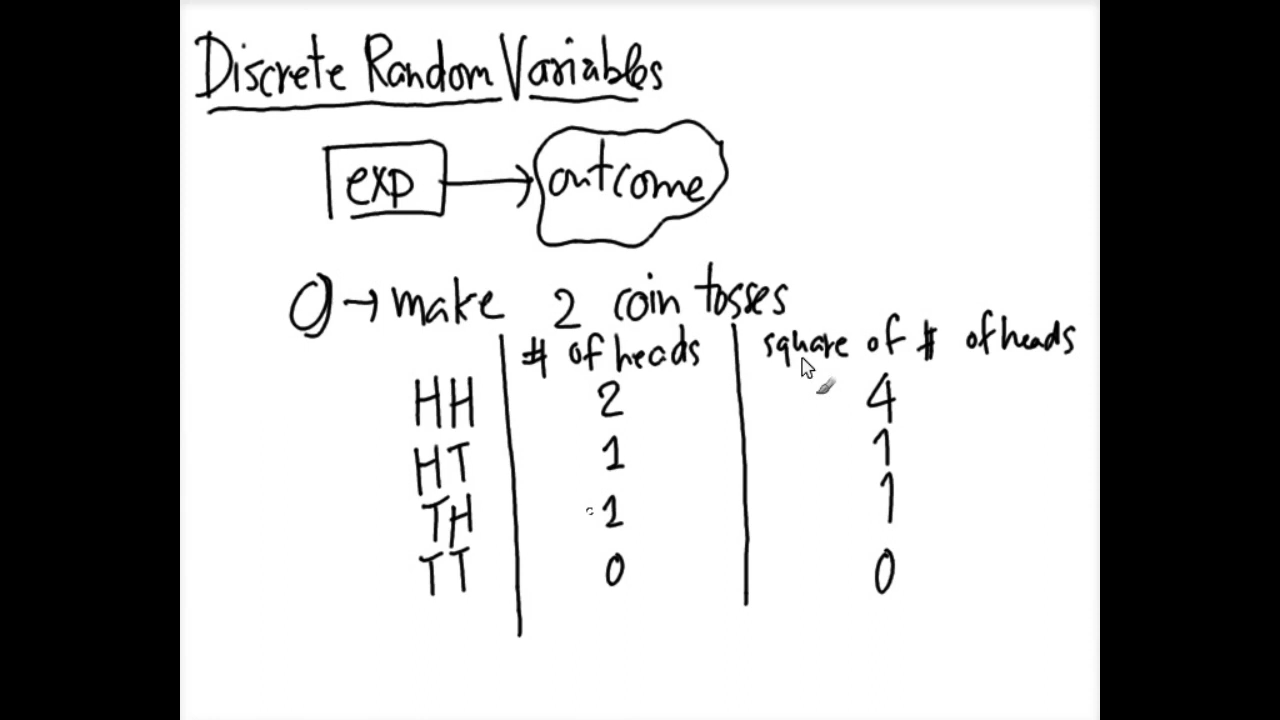 Discrete Random Variables
exp → outcome
→ make 2 coin tosses
# of heads square of # of heads
HH 2 4
HT 1 1
TH 1 1
TT 0 0